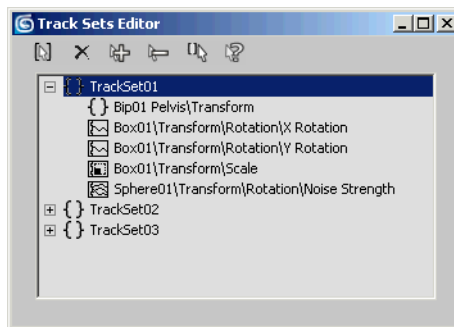 Track Sets Editor
TrackSet01
Bip01 Pelvis\Transform
Box01\Transform\Rotation\X Rotation
Box01\Transform\Rotation\Y Rotation
Box01\Transform\Scale
Sphere01\Transform\Rotation\Noise Strength
TrackSet02
TrackSet03